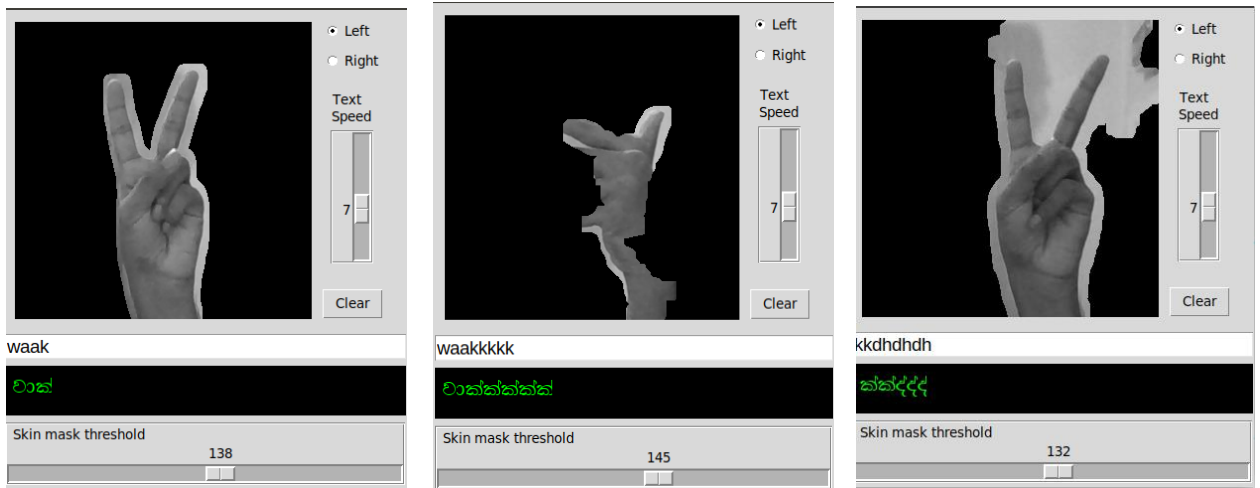 Left
Right
Text
Speed
7
Clear
waak
වාක්
Skin mask threshold
138
Left
Right
Text
Speed
7
Clear
waakkkkk
වාක්ක්ක්ක්ක්
Skin mask threshold
145
Left
Right
Text
Speed
7
Clear
kkdhdhdh
ක්ක්ද්ද්ද්
Skin mask threshold
132